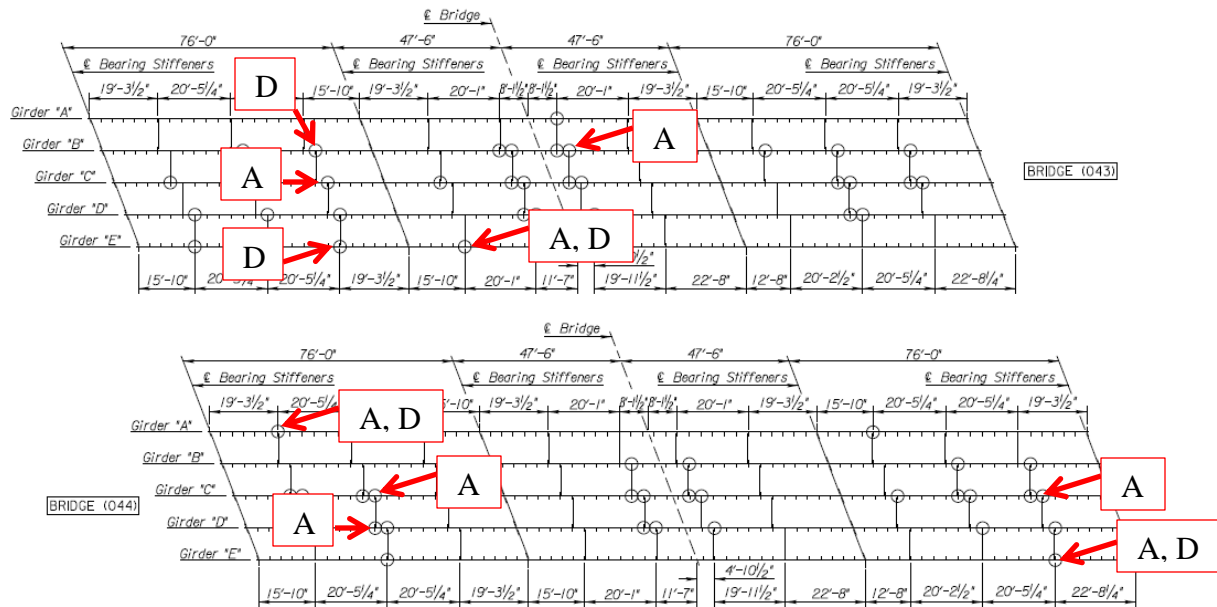 ℄ Bridge
76'-0" 47'-6" 47'-6" 76'-0"
℄ Bearing Stiffeners ℄ Bearing Stiffeners ℄ Bearing Stiffeners ℄ Bearing Stiffeners
19'-3½" 20'-5¼" D 15'-10" 19'-3½" 20'-1" 8'-1½" 8'-1½" 20'-1" 19'-3½" 15'-10" 20'-5¼" 20'-5¼" 19'-3½"
Girder "A"
Girder "B" A
Girder "C" A BRIDGE (043)
Girder "D"
Girder "E" D A, D
15'-10" 20'-5¼" 20'-5¼" 19'-3½" 15'-10" 20'-1" 11'-7" 19'-11½" 22'-8" 12'-8" 20'-2½" 20'-5¼" 22'-8¼"
℄ Bridge
76'-0" 47'-6" 47'-6" 76'-0"
℄ Bearing Stiffeners ℄ Bearing Stiffeners ℄ Bearing Stiffeners ℄ Bearing Stiffeners
19'-3½" 20'-5¼" 19'-3½" 20'-1" 8'-1½" 8'-1½" 20'-1" 19'-3½" 15'-10" 20'-5¼" 20'-5¼" 19'-3½"
Girder "A" A, D
Girder "B"
Girder "C" A A
BRIDGE (044)
Girder "D" A
Girder "E" A, D
4'-10½"
15'-10" 20'-5¼" 20'-5¼" 19'-3½" 15'-10" 20'-1" 11'-7" 19'-11½" 22'-8" 12'-8" 20'-2½" 20'-5¼" 22'-8¼"